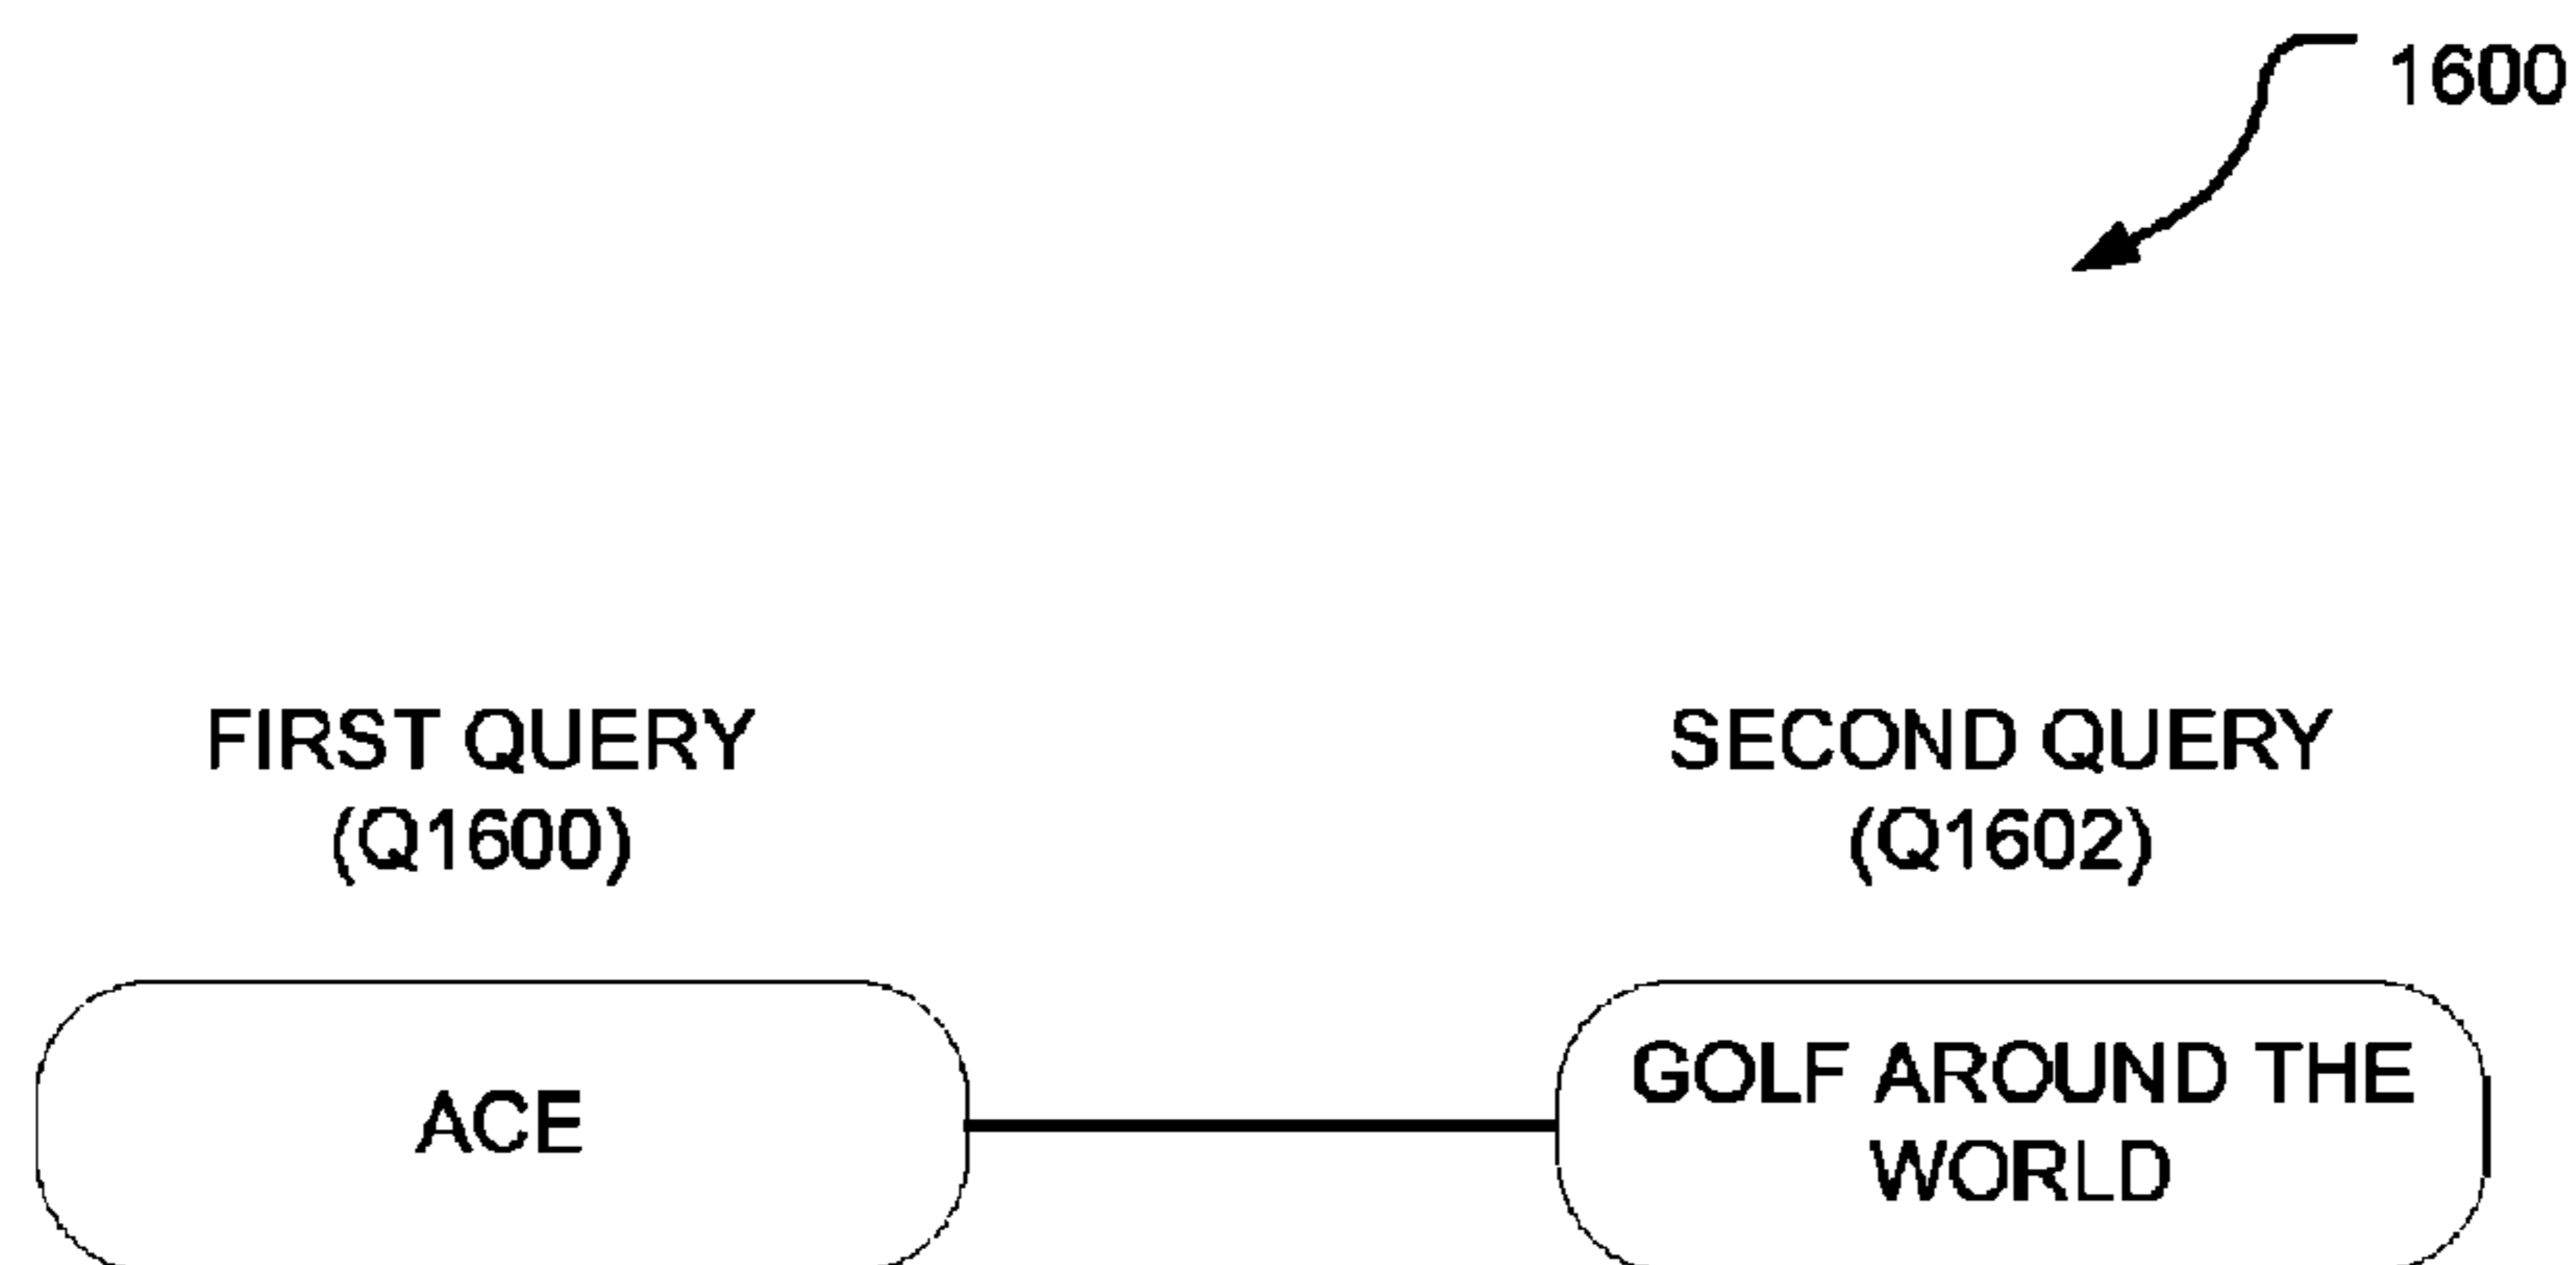 1600
FIRST QUERY
(Q1600)
SECOND QUERY
(Q1602)
ACE
GOLF AROUND THE
WORLD